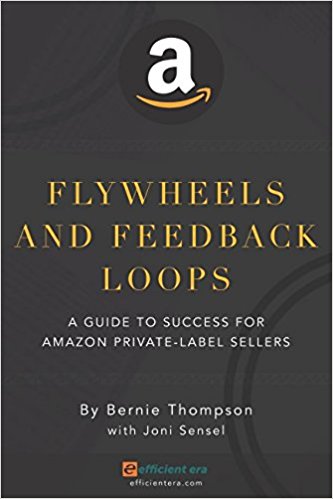 a
FLYWHEELS
AND FEEDBACK
LOOPS
A GUIDE TO SUCCESS FOR
AMAZON PRIVATE-LABEL SELLERS
By Bernie Thompson
with Joni Sensel
e efficient era
efficientera.com